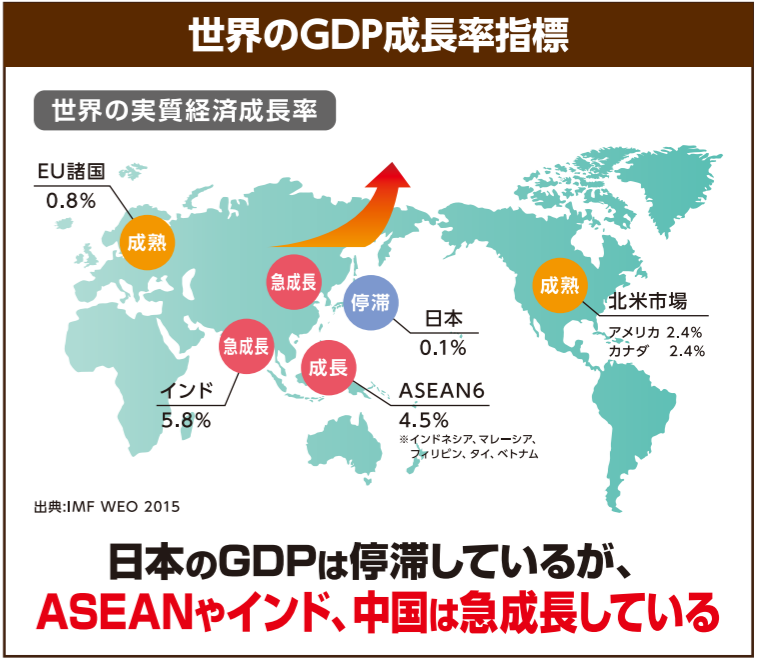 世界のGDP成長率指標
世界の実質経済成長率
EU諸国
0.8%
成熟
急成長
停滞
日本
0.1%
成熟
北米市場
アメリカ 2.4%
カナダ 2.4%
急成長
インド
5.8%
成長
ASEAN6
4.5%
※インドネシア、マレーシア、
フィリピン、タイ、ベトナム
出典:IMF WEO 2015
日本のGDPは停滞しているが、
ASEANやインド、中国は急成長している